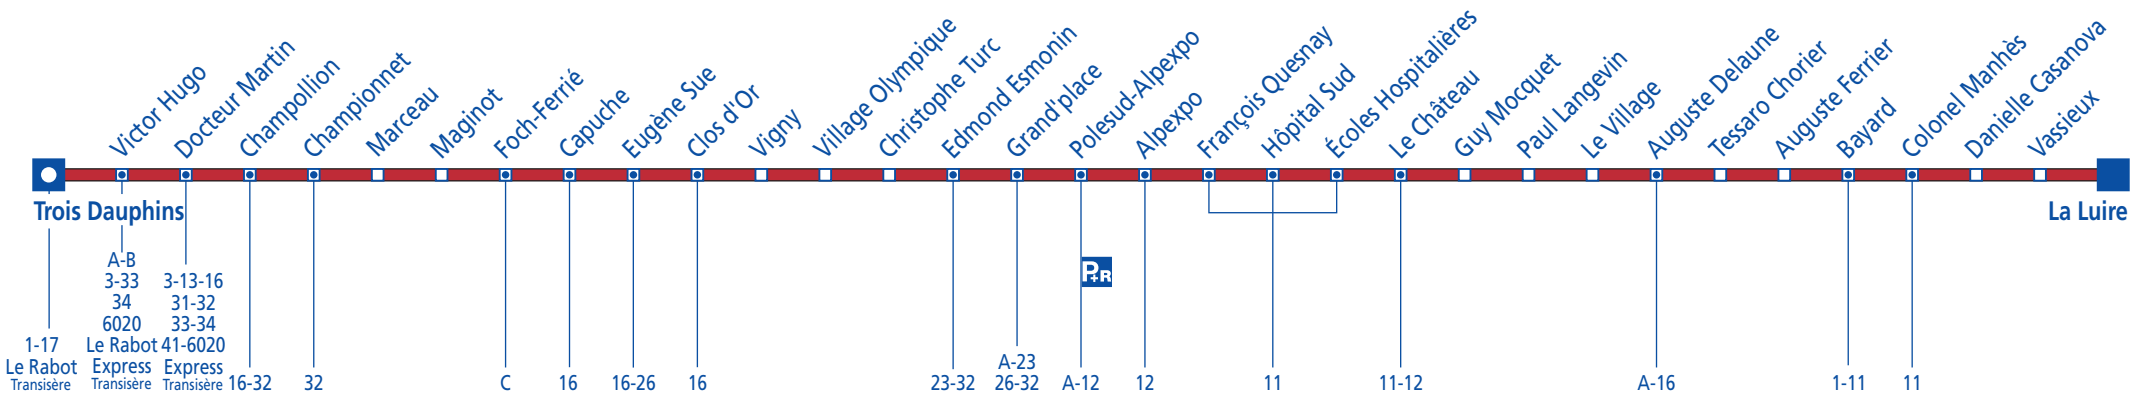 Victor Hugo
Docteur Martin
Champollion
Championnet
Marceau
Maginot
Foch-Ferrié
Capuche
Eugène Sue
Clos d'Or
Vigny
Village Olympique
Christophe Turc
Edmond Esmonin
Grand'place
Polesud-Alpexpo
Alpexpo
François Quesnay
Hôpital Sud
Écoles Hospitalières
Le Château
Guy Mocquet
Paul Langevin
Le Village
Auguste Delaune
Tessaro Chorier
Auguste Ferrier
Bayard
Colonel Manhès
Danielle Casanova
Vassieux
Trois Dauphins
La Luire
1-17
Le Rabot
Transisère
A-B
3-33
34
6020
Le Rabot
Express
Transisère
3-13-16
31-32
33-34
41-6020
Express
Transisère
16-32
32
C
16
16-26
16
23-32
A-23
26-32
P+R
A-12
12
11
11-12
A-16
1-11
11